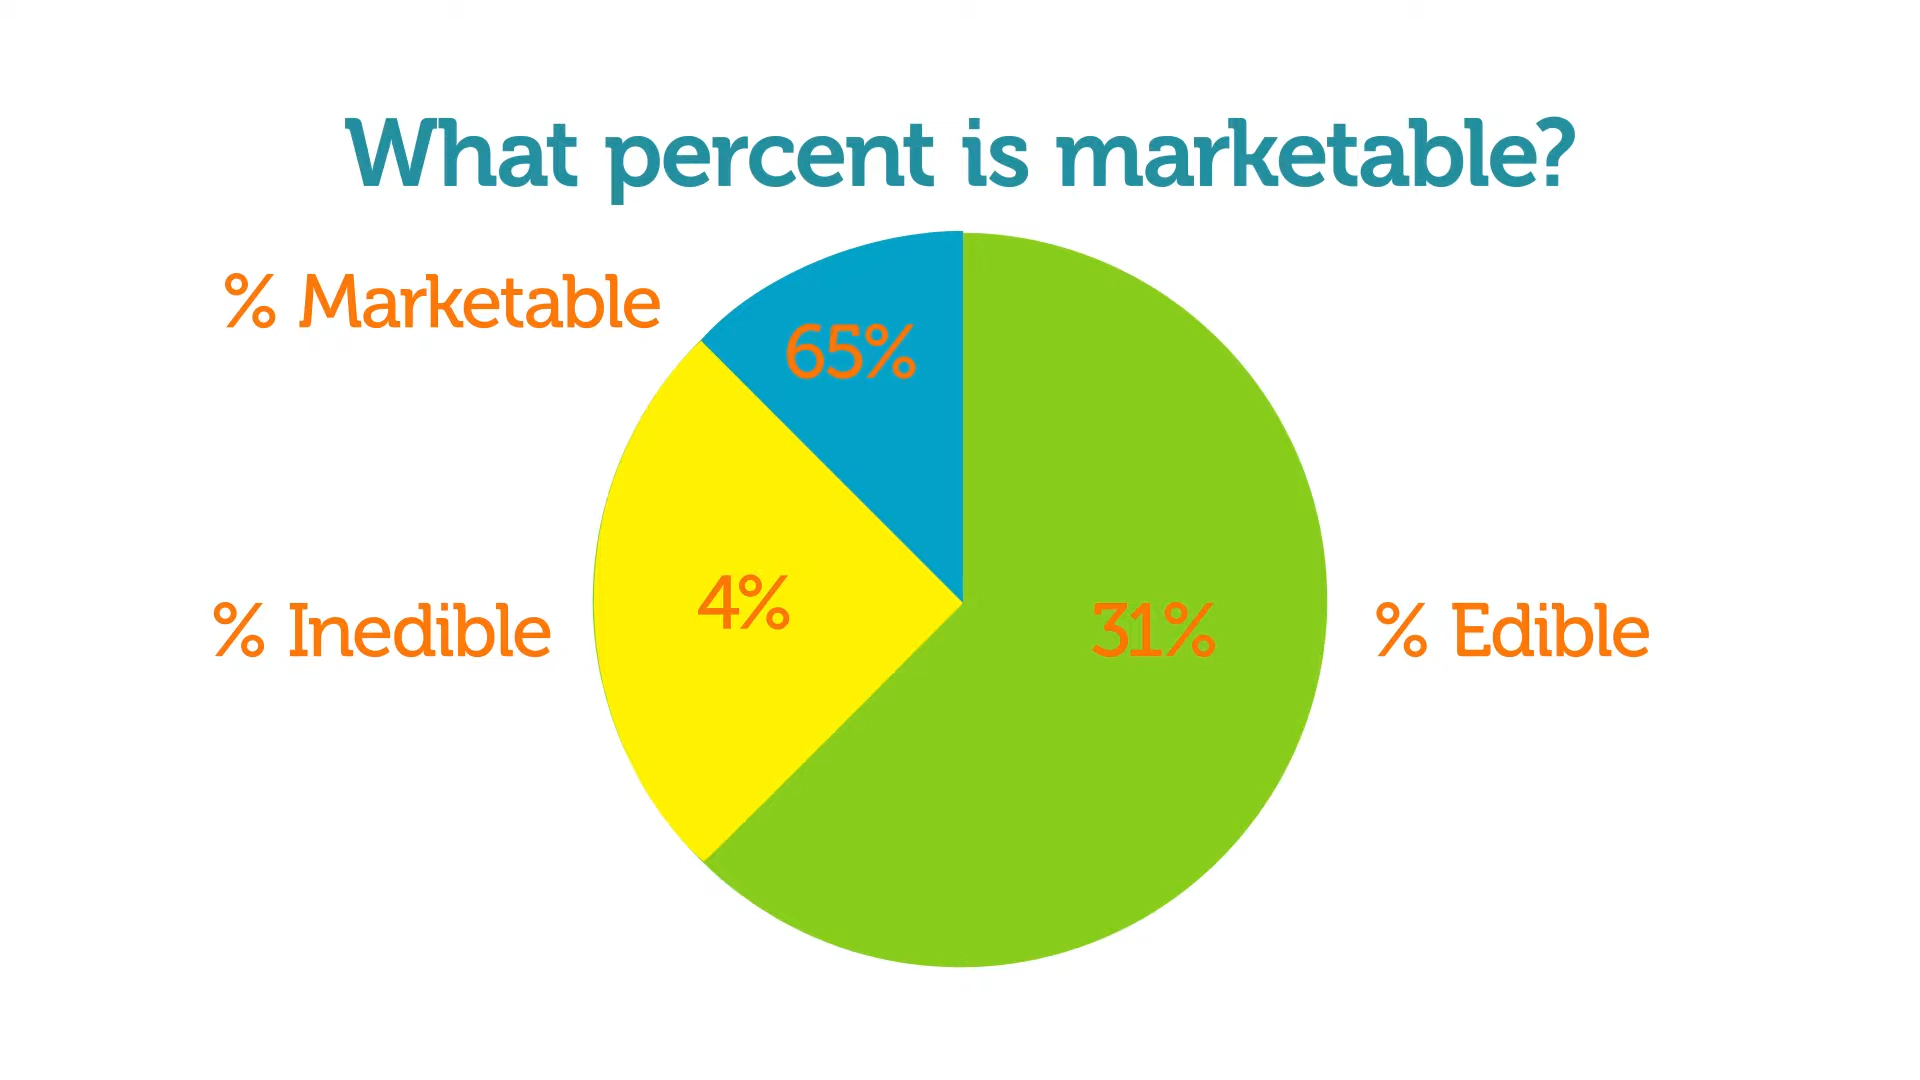 What percent is marketable?
% Marketable
65%
% Inedible
4%
31%
% Edible